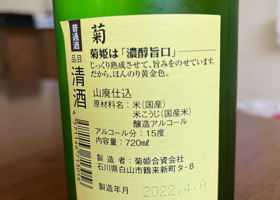 普通酒
品目
清酒
菊
菊姫は「濃醇旨口」
じっくり熟成させて、旨みをのせています。
だから、ほんのり黄金色。
山廃仕込
原材料名：米(国産)
米こうじ(国産米)
醸造アルコール
アルコール分：15度
内容量：720mℓ
製造者：菊姫合資会社
石川県白山市鶴来新町タ-8
製造年月 2022.4.A